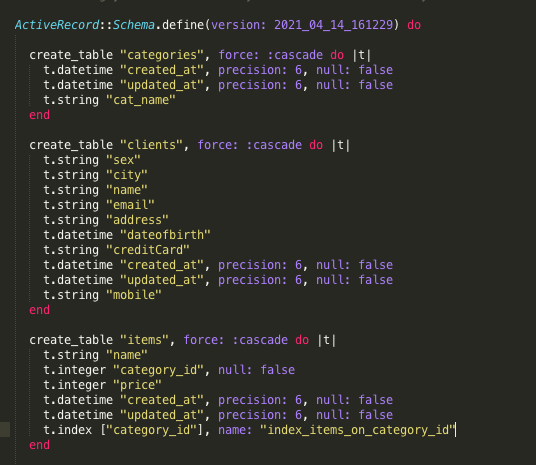 ActiveRecord::Schema.define(version: 2021_04_14_161229) do
create_table "categories", force: :cascade do |t|
t.datetime "created_at", precision: 6, null: false
t.datetime "updated_at", precision: 6, null: false
t.string "cat_name"
end
create_table "clients", force: :cascade do |t|
t.string "sex"
t.string "city"
t.string "name"
t.string "email"
t.string "address"
t.datetime "dateofbirth"
t.string "creditCard"
t.datetime "created_at", precision: 6, null: false
t.datetime "updated_at", precision: 6, null: false
t.string "mobile"
end
create_table "items", force: :cascade do |t|
t.string "name"
t.integer "category_id", null: false
t.integer "price"
t.datetime "created_at", precision: 6, null: false
t.datetime "updated_at", precision: 6, null: false
t.index ["category_id"], name: "index_items_on_category_id"
end